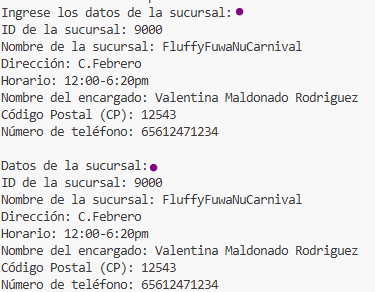 Ingrese los datos de la sucursal:
ID de la sucursal: 9000
Nombre de la sucursal: FluffyFuwaNuCarnival
Dirección: C.Febrero
Horario: 12:00-6:20pm
Nombre del encargado: Valentina Maldonado Rodriguez
Código Postal (CP): 12543
Número de teléfono: 65612471234
Datos de la sucursal:
ID de la sucursal: 9000
Nombre de la sucursal: FluffyFuwaNuCarnival
Dirección: C.Febrero
Horario: 12:00-6:20pm
Nombre del encargado: Valentina Maldonado Rodriguez
Código Postal (CP): 12543
Número de teléfono: 65612471234